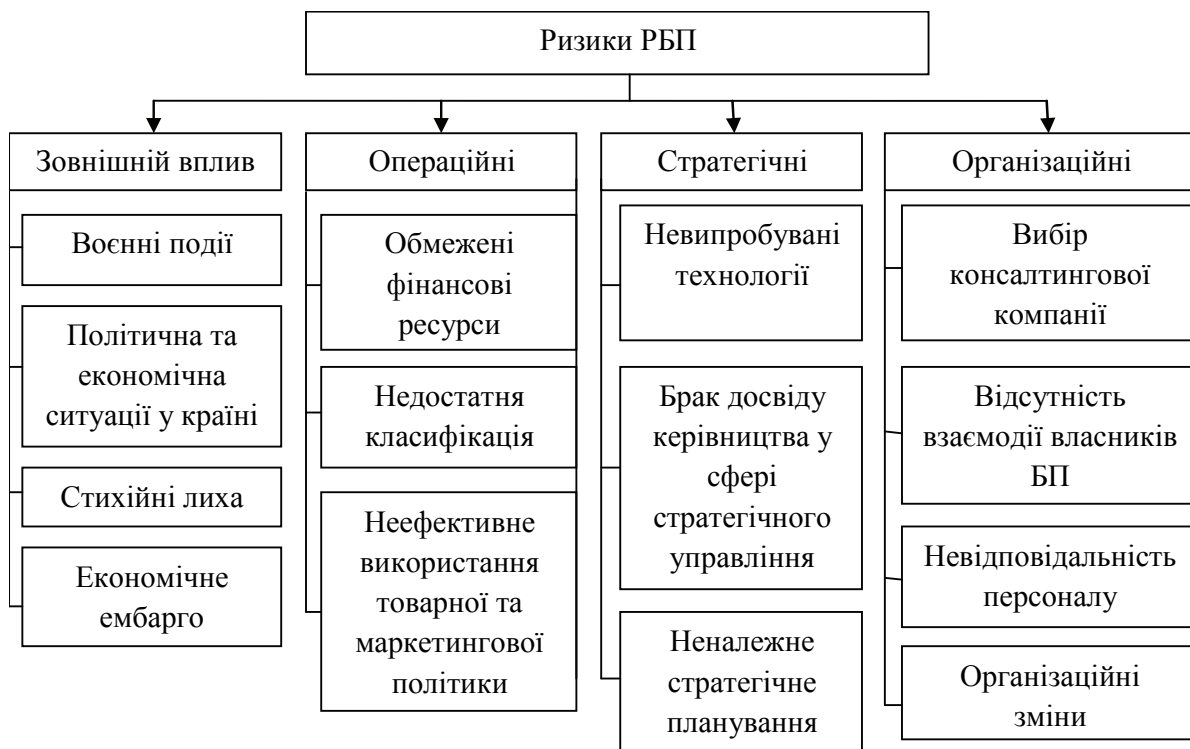 Ризики РБП
Зовнішній вплив
Воєнні події
Політична та
економічна
ситуації у країні
Стихійні лиха
Економічне
ембарго
Операційні
Обмежені
фінансові
ресурси
Недостатня
класифікація
Неефективне
використання
товарної та
маркетингової
політики
Стратегічні
Невипробувані
технології
Брак досвіду
керівництва у
сфері
стратегічного
управління
Неналежне
стратегічне
планування
Організаційні
Вибір
консалтингової
компанії
Відсутність
взаємодії власників
БП
Невідповідальність
персоналу
Організаційні
зміни